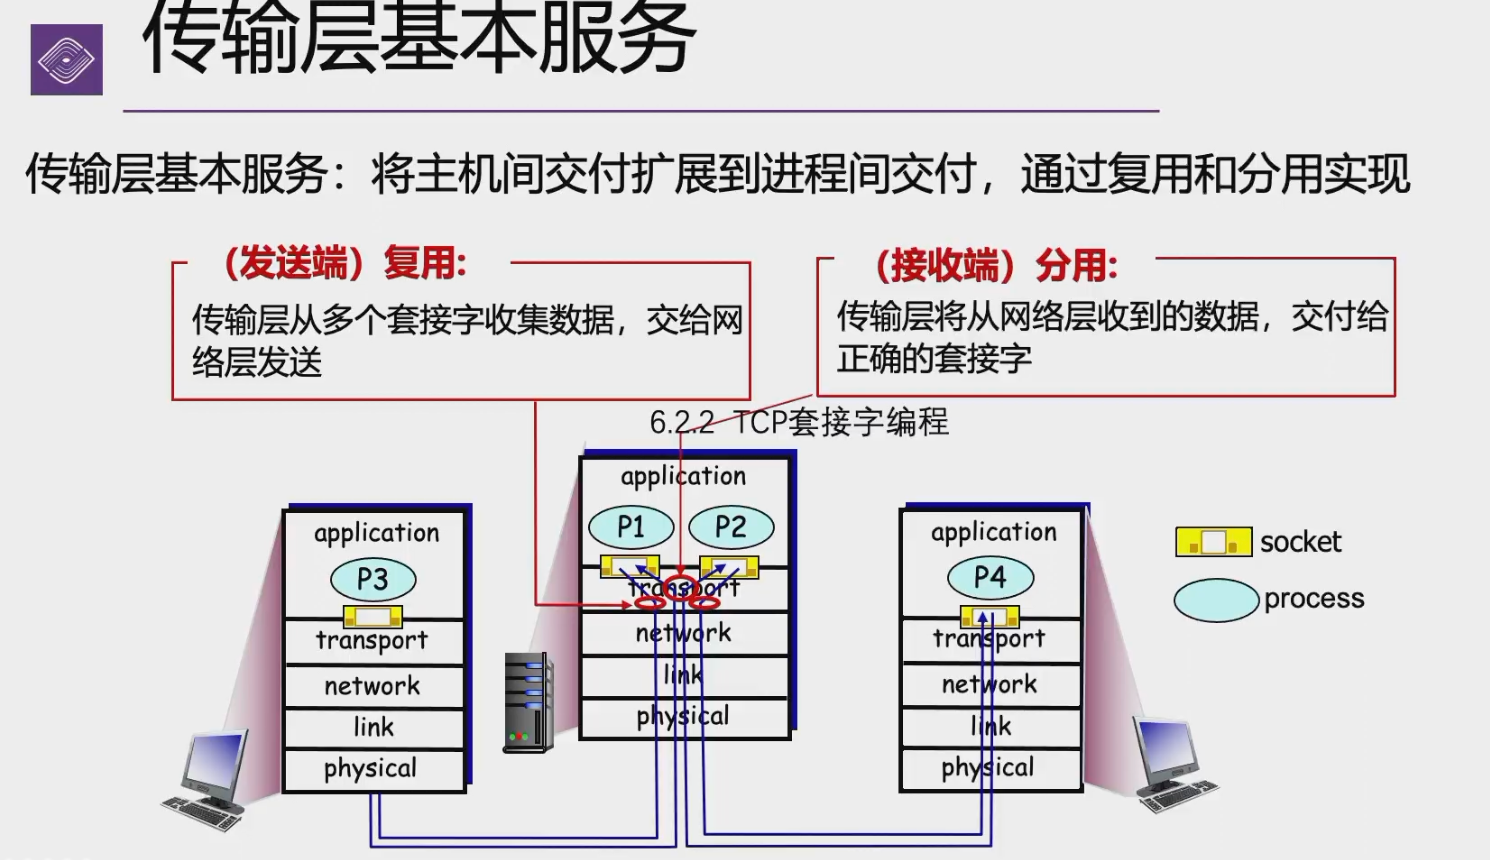 传输层基本服务
传输层基本服务：将主机间交付扩展到进程间交付，通过复用和分用实现
（发送端）复用:
传输层从多个套接字收集数据，交给网
络层发送
（接收端）分用:
传输层将从网络层收到的数据，交付给
正确的套接字
6.2.2 TCP套接字编程
application
P3
transport
network
link
physical
application
P1
P2
transport
network
link
physical
application
P4
transport
network
link
physical
socket
process